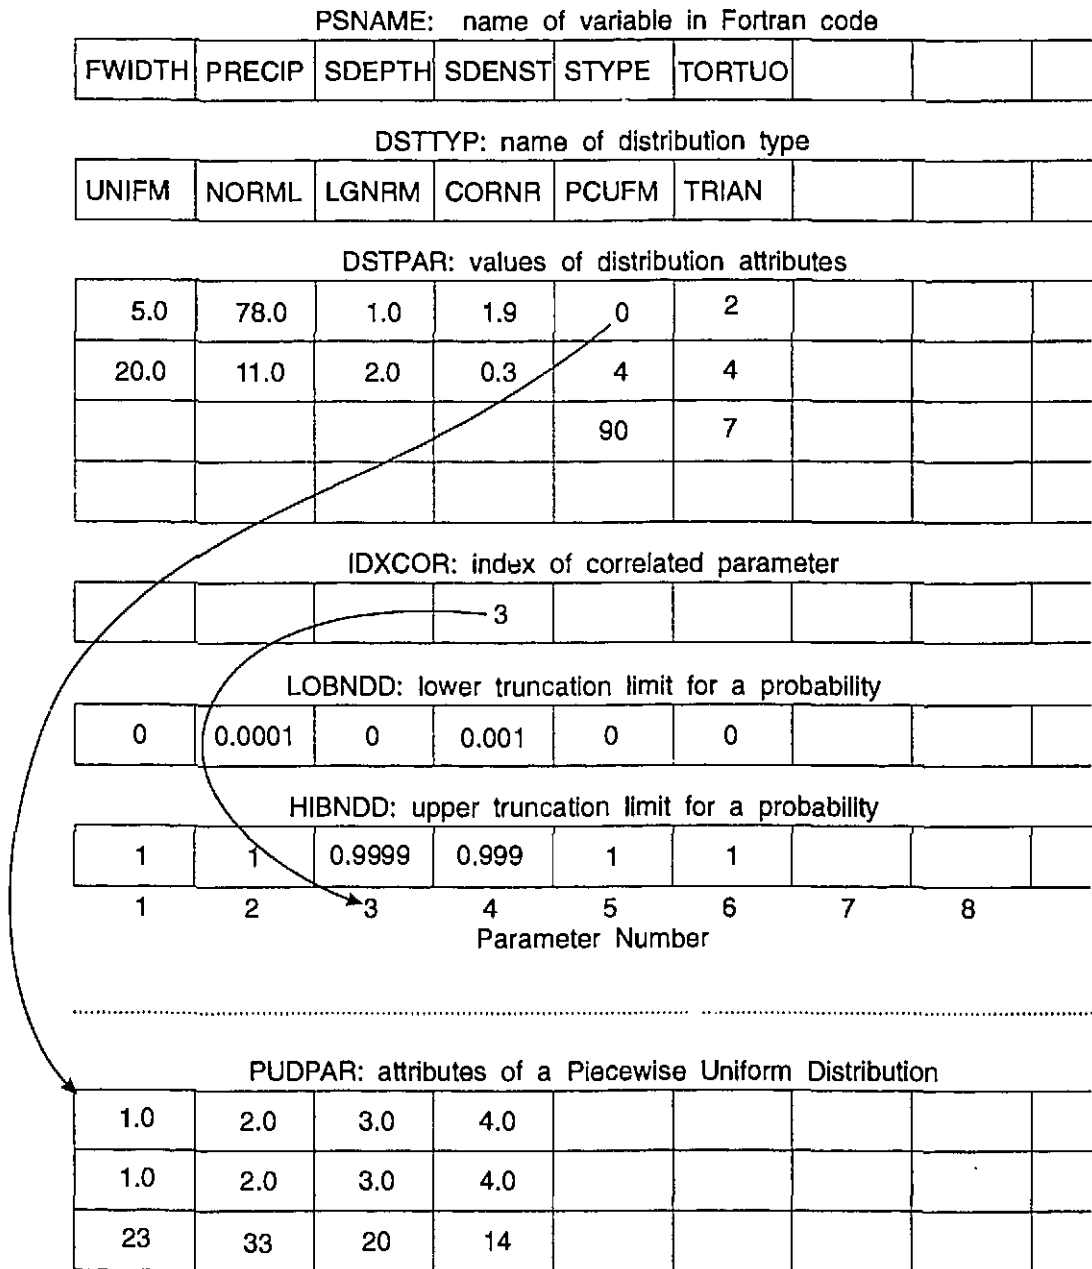 PSNAME: name of variable in Fortran code
FWIDTH PRECIP SDEPTH SDENST STYPE TORTUO
DSTTYP: name of distribution type
UNIFM NORML LGNRM CORNR PCUFM TRIAN
DSTPAR: values of distribution attributes
5.0 78.0 1.0 1.9 0 2
20.0 11.0 2.0 0.3 4 4
90 7
IDXCOR: index of correlated parameter
3
LOBNDD: lower truncation limit for a probability
0 0.0001 0 0.001 0 0
HIBNDD: upper truncation limit for a probability
1 1 0.9999 0.999 1 1
1 2 3 4 5 6 7 8
Parameter Number
PUDPAR: attributes of a Piecewise Uniform Distribution
1.0 2.0 3.0 4.0
1.0 2.0 3.0 4.0
23 33 20 14